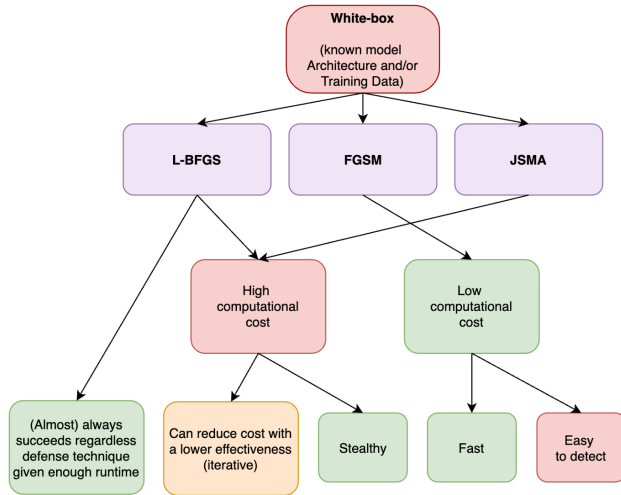 White-box
(known model
Architecture and/or
Training Data)
L-BFGS
FGSM
JSMA
High
computational
cost
Low
computational
cost
(Almost) always
succeeds regardless
defense technique
given enough runtime
Can reduce cost with
a lower effectiveness
(iterative)
Stealthy
Fast
Easy
to detect